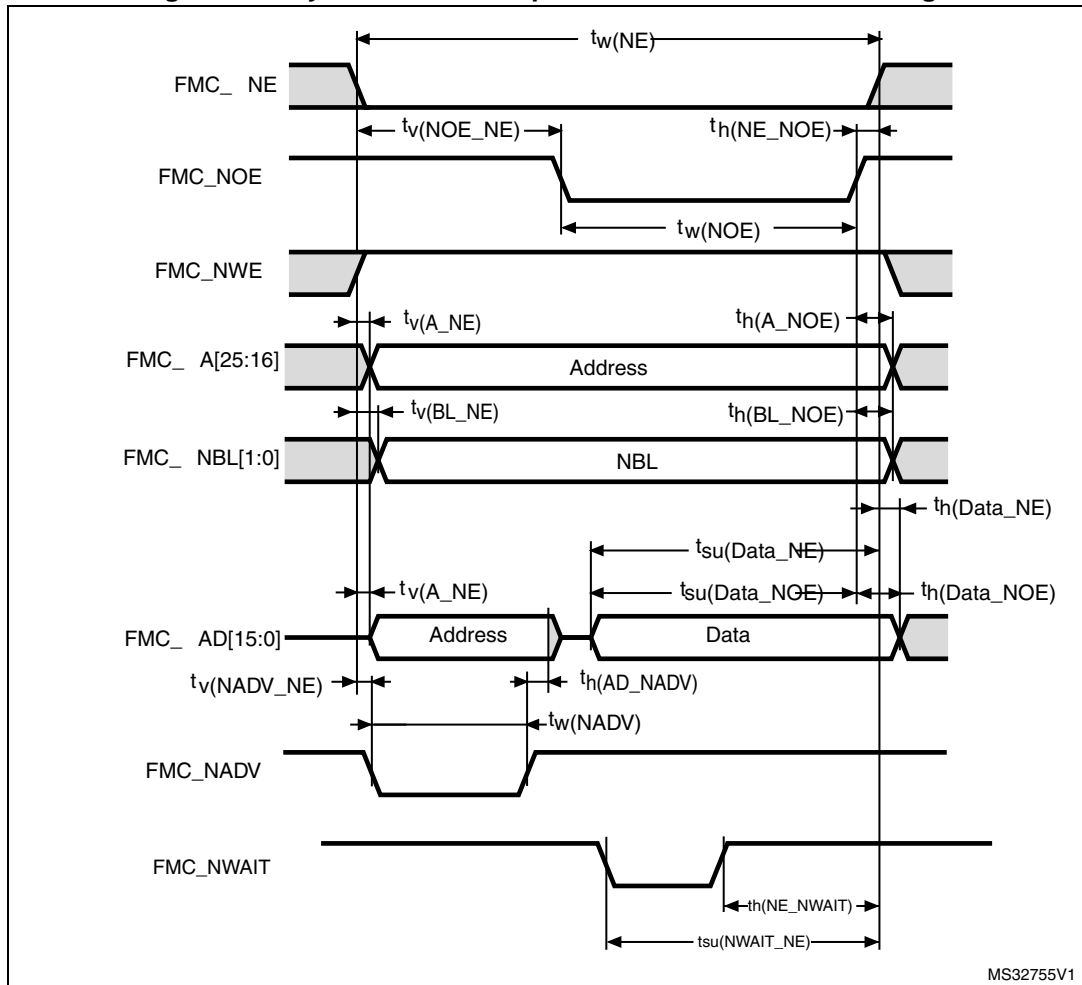 tw(NE)
FMC_ NE
tv(NOE_NE)
th(NE_NOE)
FMC_NOE
tw(NOE)
FMC_NWE
tv(A_NE)
th(A_NOE)
FMC_ A[25:16]
Address
tv(BL_NE)
th(BL_NOE)
FMC_ NBL[1:0]
NBL
th(Data_NE)
tsu(Data_NE)
tv(A_NE)
tsu(Data_NOE)
th(Data_NOE)
FMC_ AD[15:0]
Address
Data
tv(NADV_NE)
th(AD_NADV)
tw(NADV)
FMC_NADV
FMC_NWAIT
th(NE_NWAIT)
tsu(NWAIT_NE)
MS32755V1